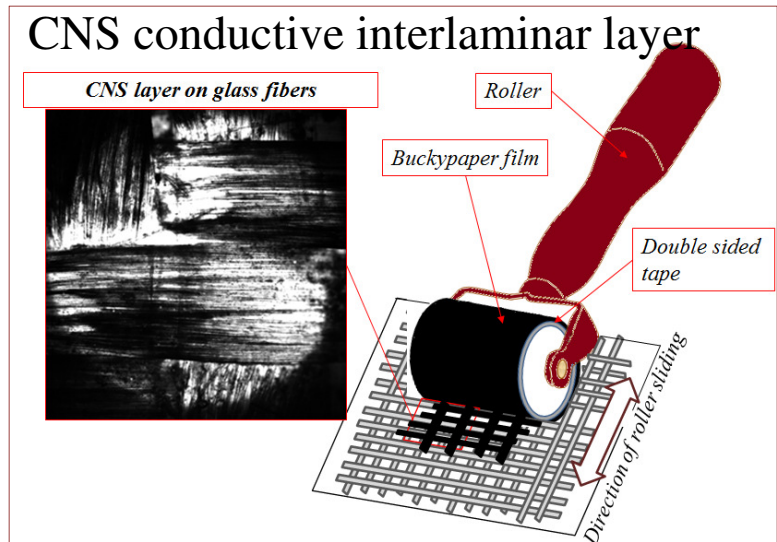 CNS conductive interlaminar layer
CNS layer on glass fibers
Roller
Buckypaper film
Double sided
tape
Direction of roller sliding